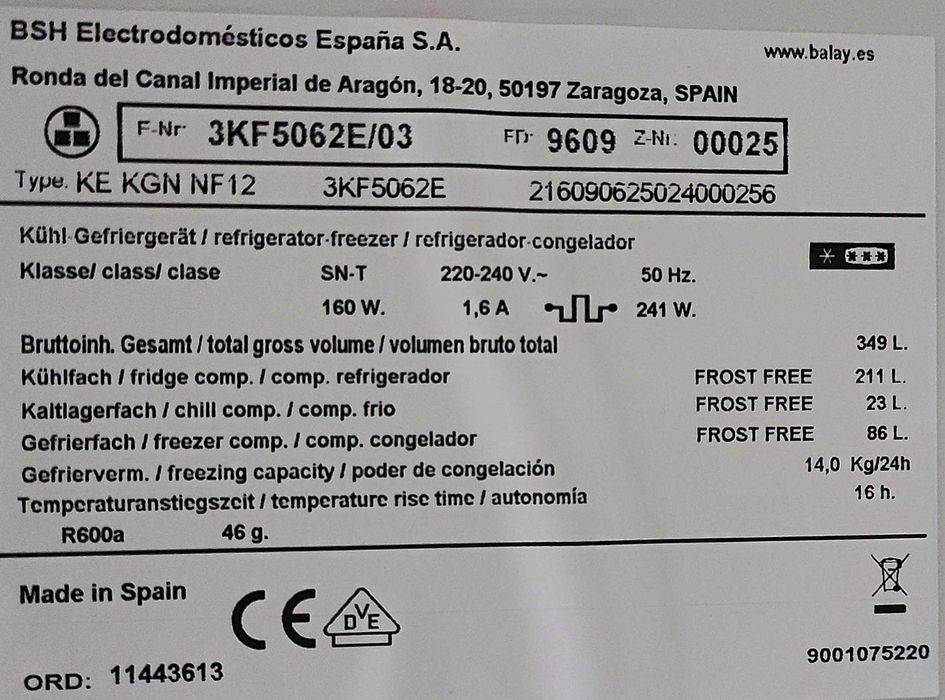 BSH Electrodomésticos España S.A.
www.balay.es
Ronda del Canal Imperial de Aragón, 18-20, 50197 Zaragoza, SPAIN
F-Nr 3KF5062E/03 FD: 9609 Z-Nr. 00025
Type. KE KGN NF12 3KF5062E 216090625024000256
Kühl-Gefriergerät / refrigerator-freezer / refrigerador-congelador
Klasse/ class/ clase SN-T 220-240 V.~ 50 Hz.
160 W. 1,6 A 241 W.
Bruttoinh. Gesamt / total gross volume / volumen bruto total 349 L.
Kühlfach / fridge comp. / comp. refrigerador FROST FREE 211 L.
Kaltlagerfach / chill comp. / comp. frio FROST FREE 23 L.
Gefrierfach / freezer comp. / comp. congelador FROST FREE 86 L.
Gefrierverm. / freezing capacity / poder de congelación 14,0 Kg/24h
Temperaturanstiegszeit / temperature rise time / autonomía 16 h.
R600a 46 g.
Made in Spain
CE
DVE
ORD: 11443613
9001075220